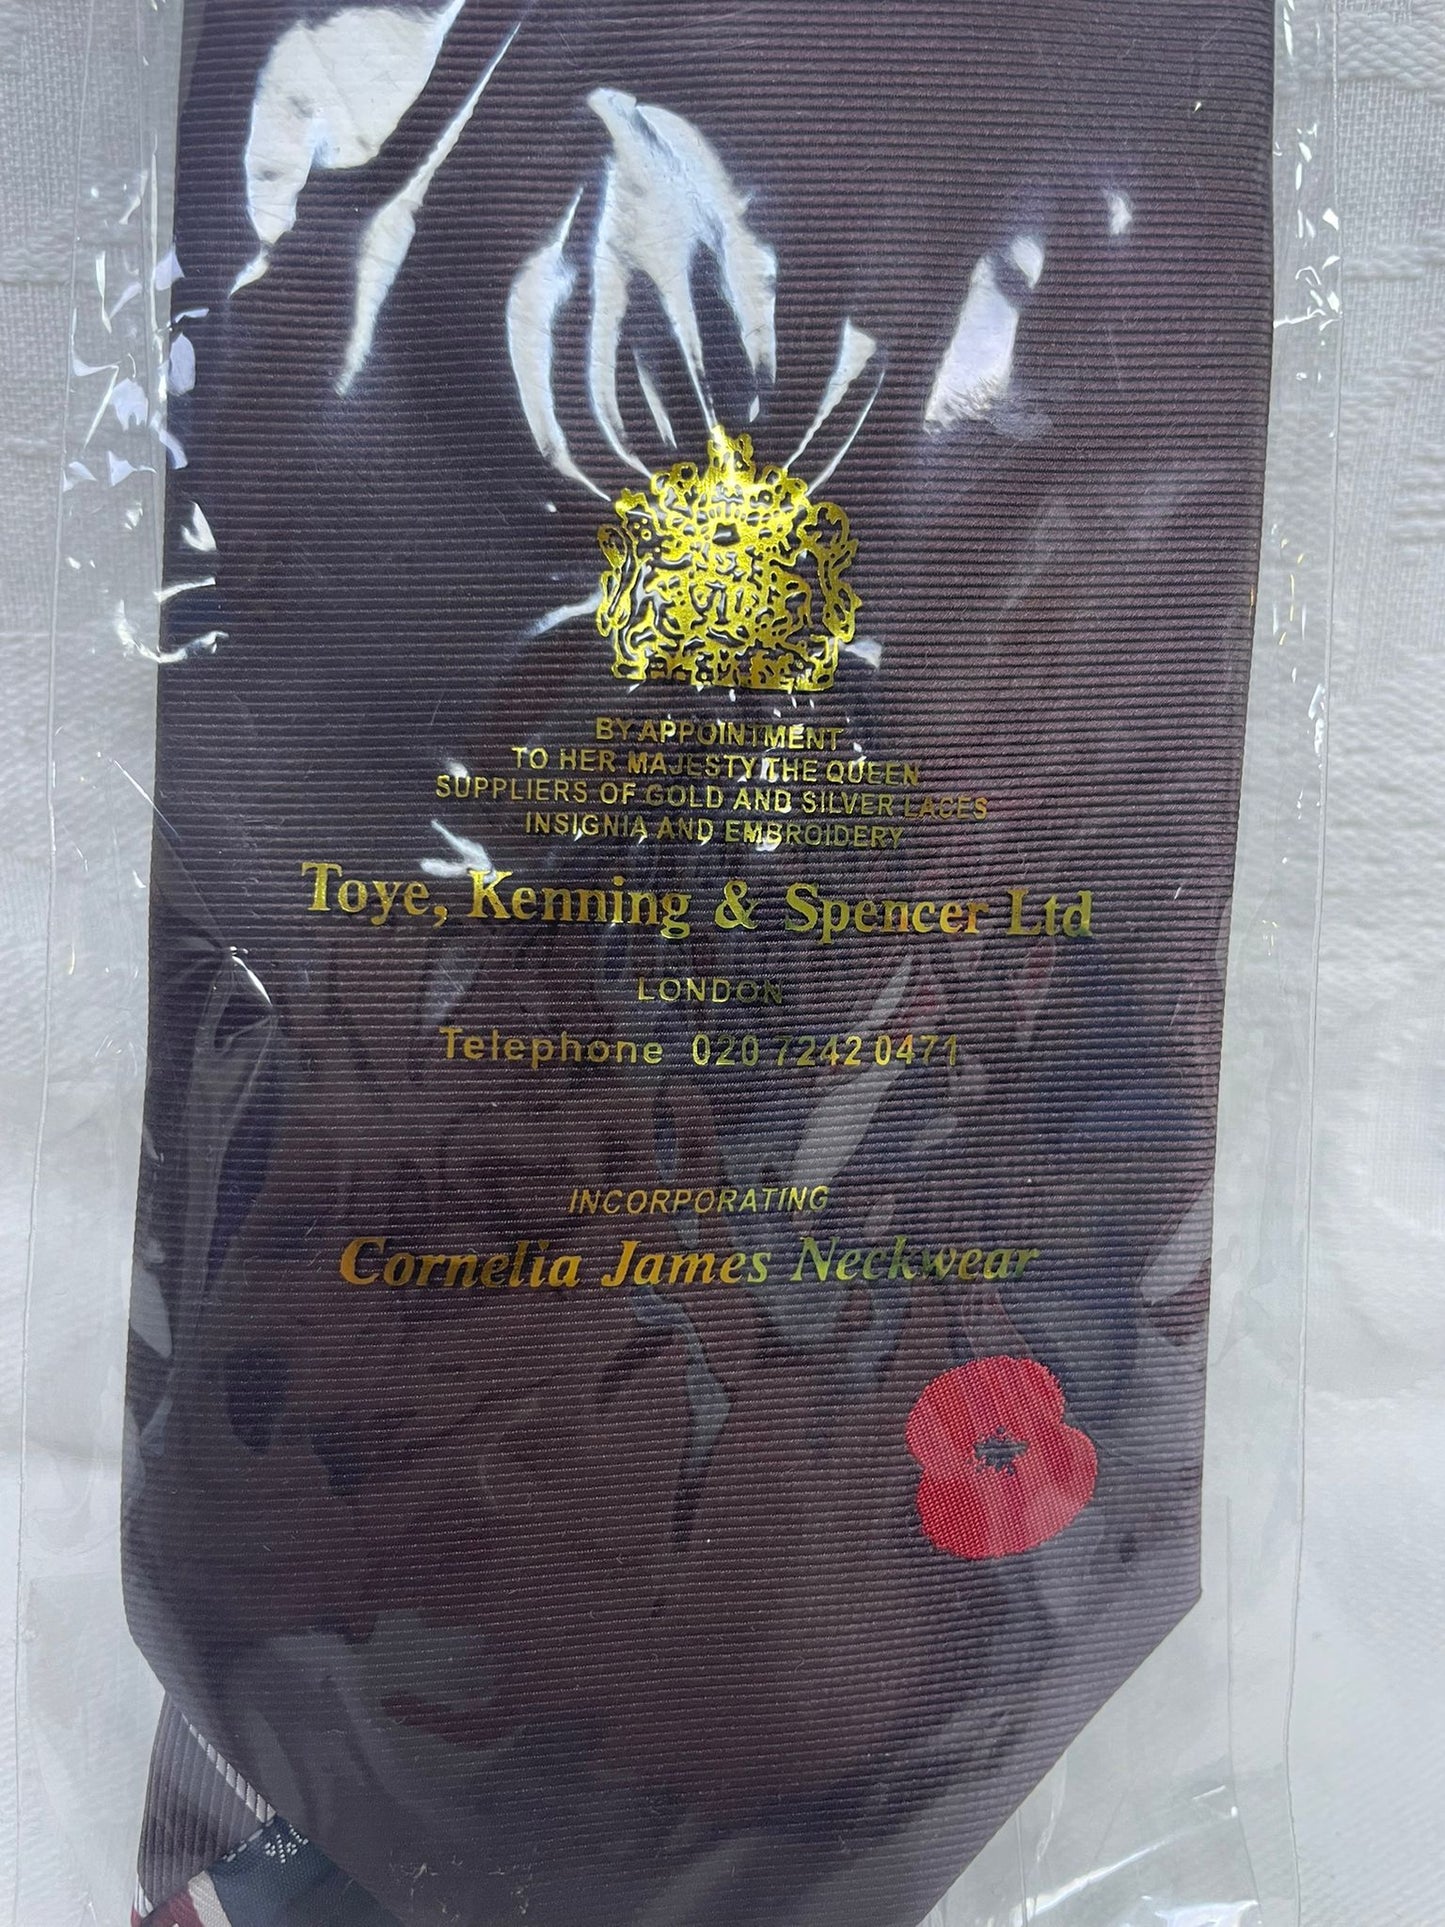 BY APPOINTMENT
TO HER MAJESTY THE QUEEN
SUPPLIERS OF GOLD AND SILVER LACES
INSIGNIA AND EMBROIDERY
Toye, Kenning & Spencer Ltd
LONDON
Telephone 020 7242 0471
INCORPORATING
Cornelia James Neckwear